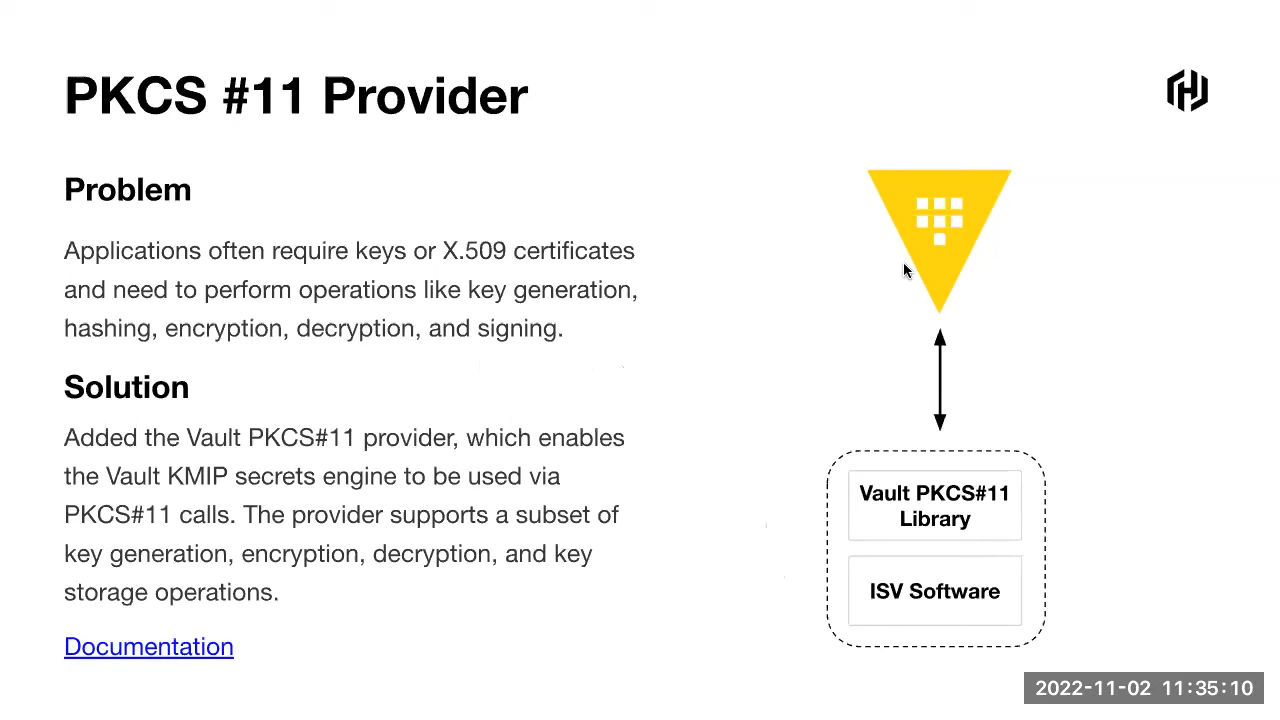 PKCS #11 Provider
Problem
Applications often require keys or X.509 certificates
and need to perform operations like key generation,
hashing, encryption, decryption, and signing.
Solution
Added the Vault PKCS#11 provider, which enables
the Vault KMIP secrets engine to be used via
PKCS#11 calls. The provider supports a subset of
key generation, encryption, decryption, and key
storage operations.
Documentation
Vault PKCS#11
Library
ISV Software
2022-11-02 11:35:10